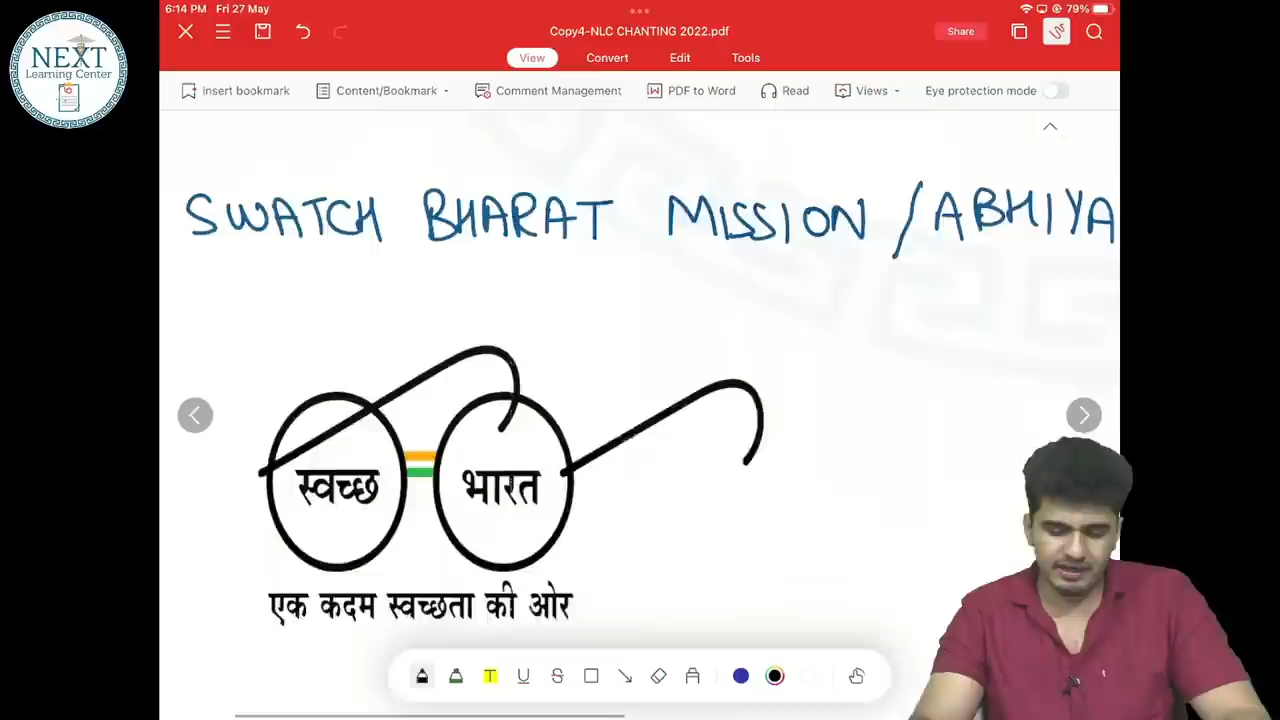 6:14 PM Fri 27 May
79%
NEXT
Learning Center
Copy4-NLC CHANTING 2022.pdf
Share
View Convert Edit Tools
Insert bookmark Content/Bookmark Comment Management PDF to Word Read Views Eye protection mode
SWATCH BHARAT MISSION / ABHIYA
स्वच्छ भारत
एक कदम स्वच्छता की ओर
T U S